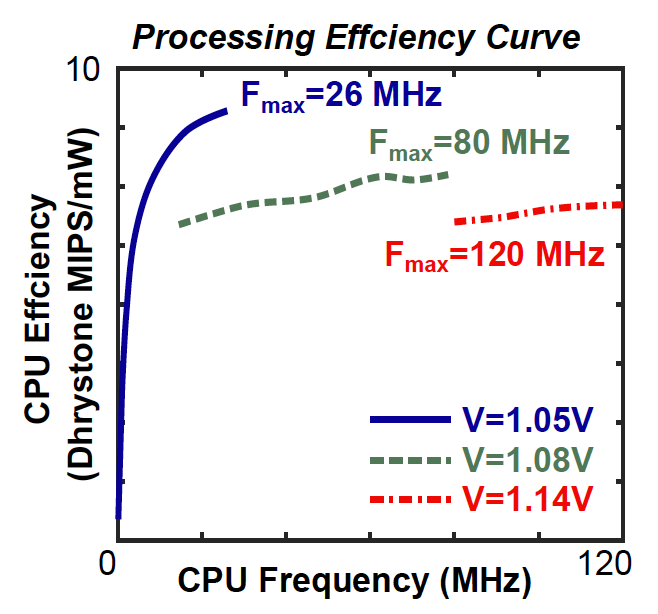 Processing Effciency Curve
10
Fmax=26 MHz
Fmax=80 MHz
Fmax=120 MHz
CPU Effciency
(Dhrystone MIPS/mW)
V=1.05V
V=1.08V
V=1.14V
0
120
CPU Frequency (MHz)